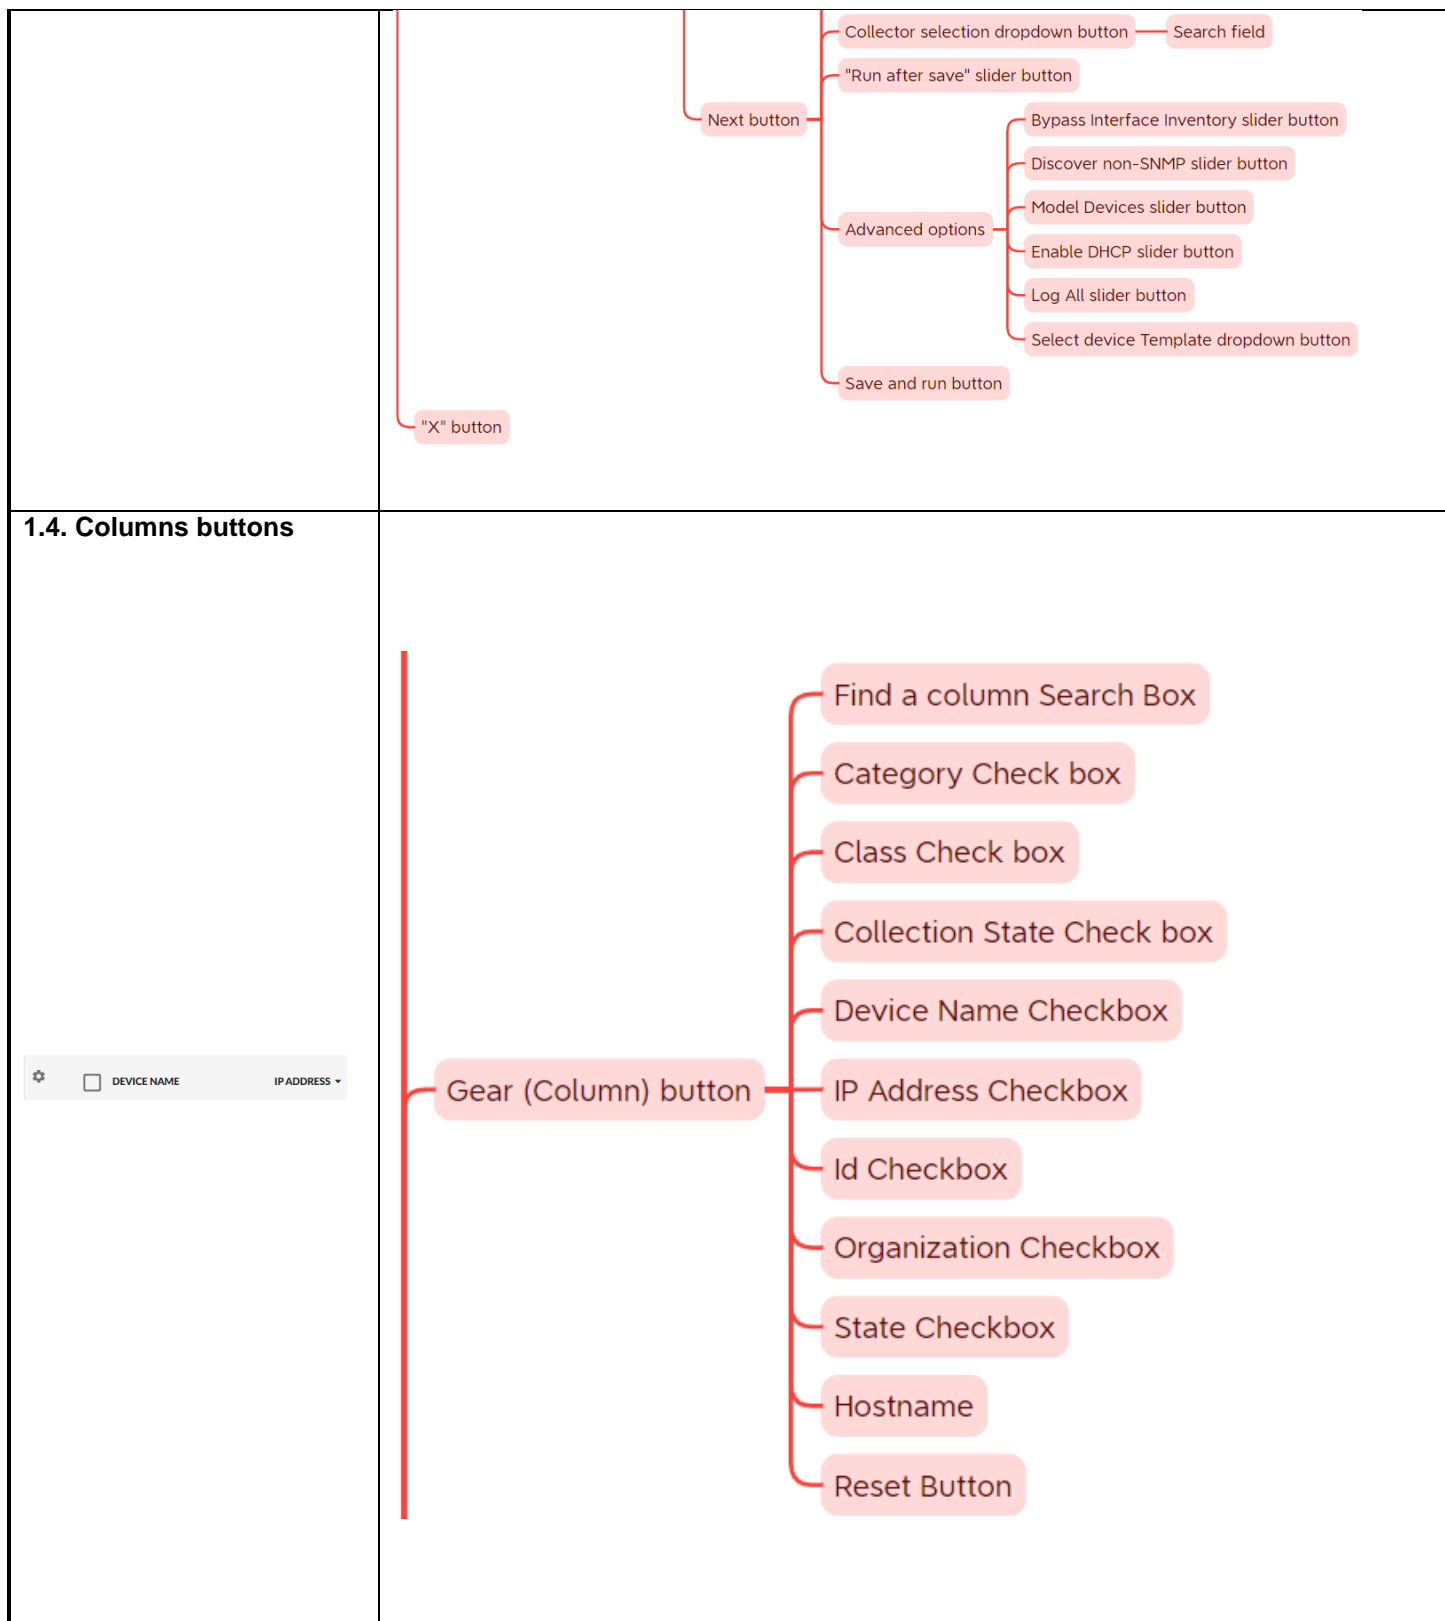 Collector selection dropdown button
Search field
"Run after save" slider button
Next button
Bypass Interface Inventory slider button
Discover non-SNMP slider button
Model Devices slider button
Advanced options
Enable DHCP slider button
Log All slider button
Select device Template dropdown button
Save and run button
"X" button
1.4. Columns buttons
Find a column Search Box
Category Check box
Class Check box
Collection State Check box
Device Name Checkbox
DEVICE NAME
IP ADDRESS
Gear (Column) button
IP Address Checkbox
Id Checkbox
Organization Checkbox
State Checkbox
Hostname
Reset Button